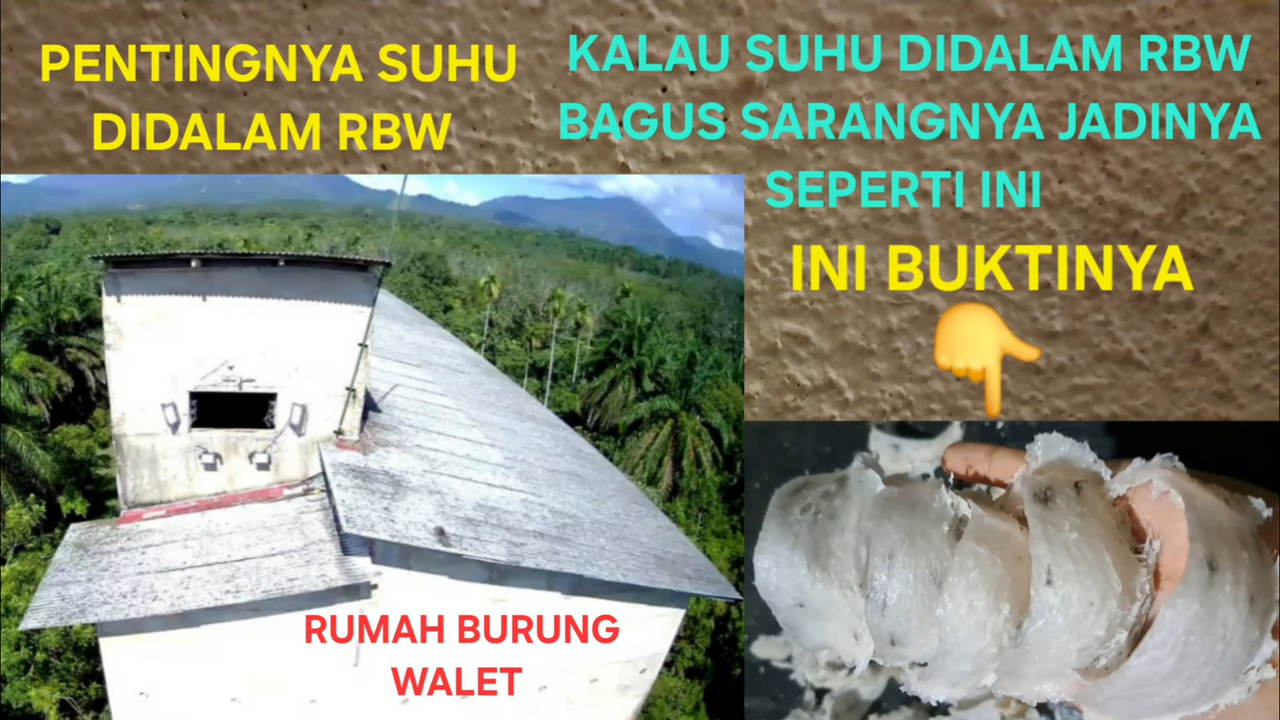 PENTINGNYA SUHU
DIDALAM RBW
KALAU SUHU DIDALAM RBW
BAGUS SARANGNYA JADINYA
SEPERTI INI
INI BUKTINYA
RUMAH BURUNG
WALET